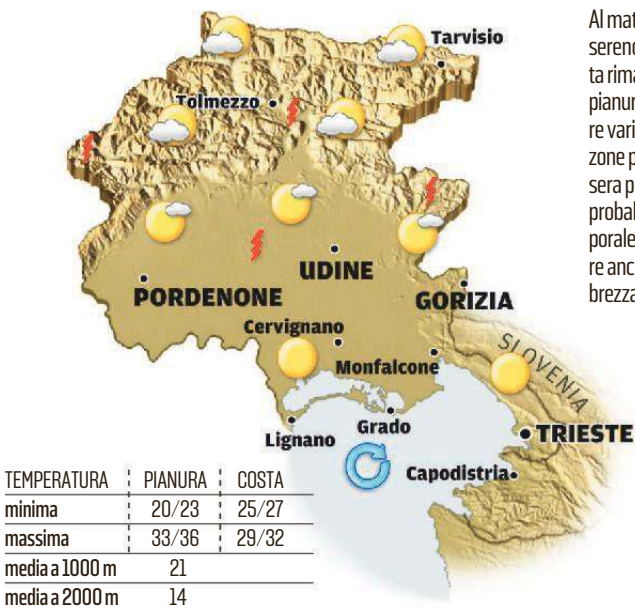 Tarvisio
Tolmezzo
UDINE
PORDENONE
GORIZIA
Cervignano
Monfalcone
SLOVENIA
Lignano
Grado
TRIESTE
Capodistria
TEMPERATURA PIANURA COSTA
minima 20/23 25/27
massima 33/36 29/32
media a 1000 m 21
media a 2000 m 14
Al mat
seren
ta rima
pianur
re vari
zone p
sera p
probal
porale
re anc
brezza